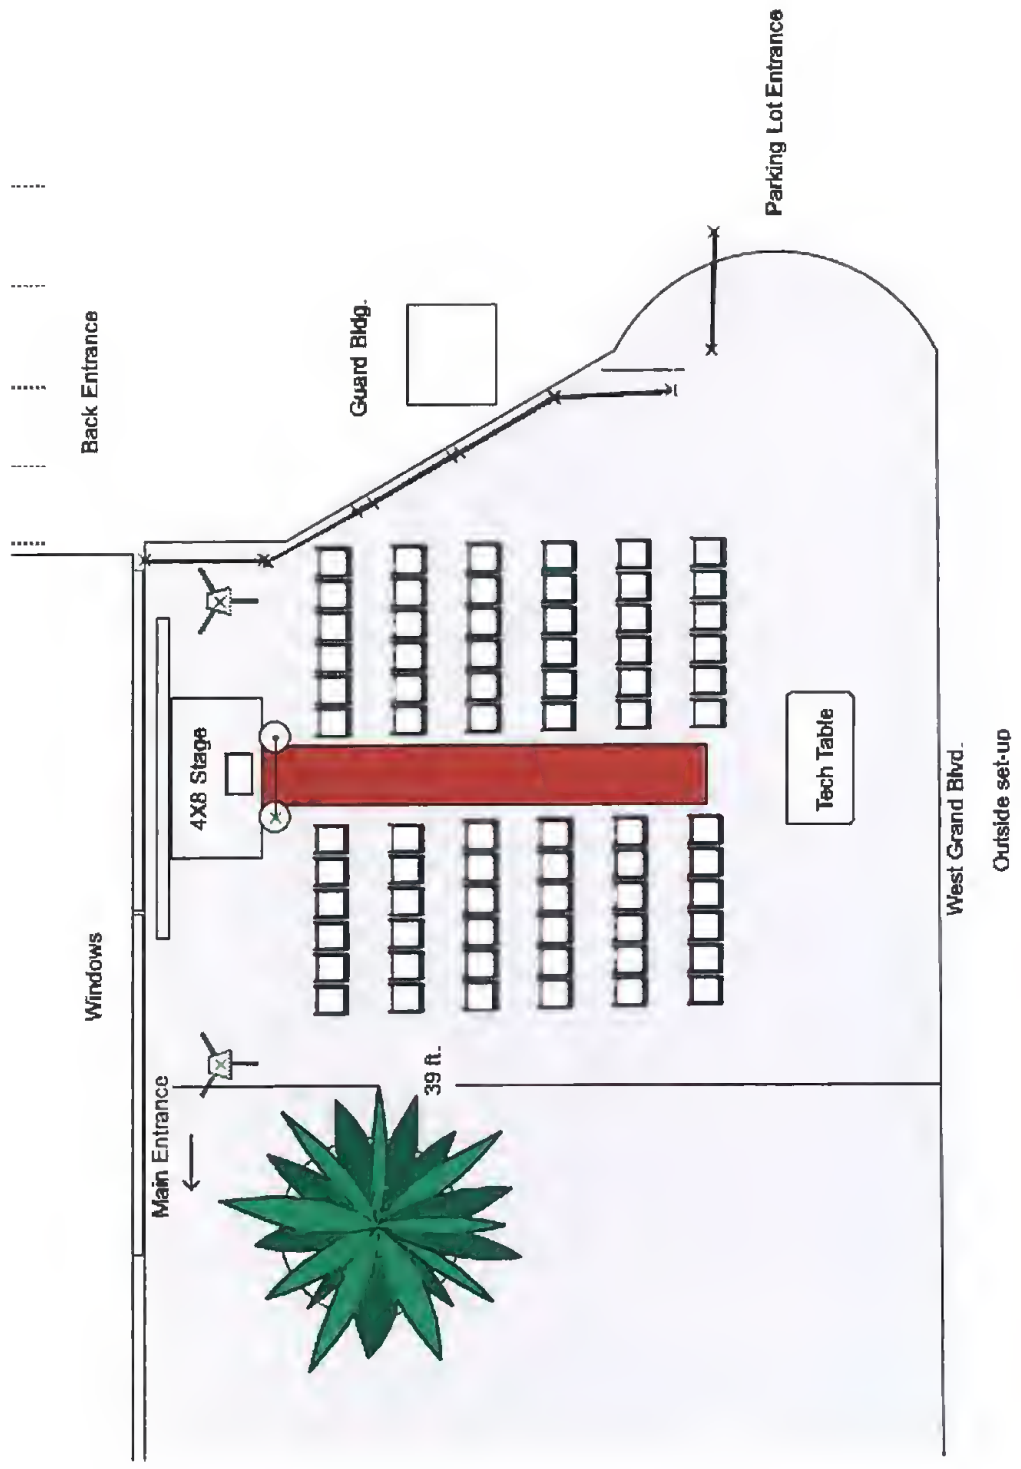 Parking Lot Entrance
Back Entrance
Guard Bldg.
4X8 Stage
Tech Table
West Grand Blvd.
Outside set-up
Windows
39 ft.
Main Entrance